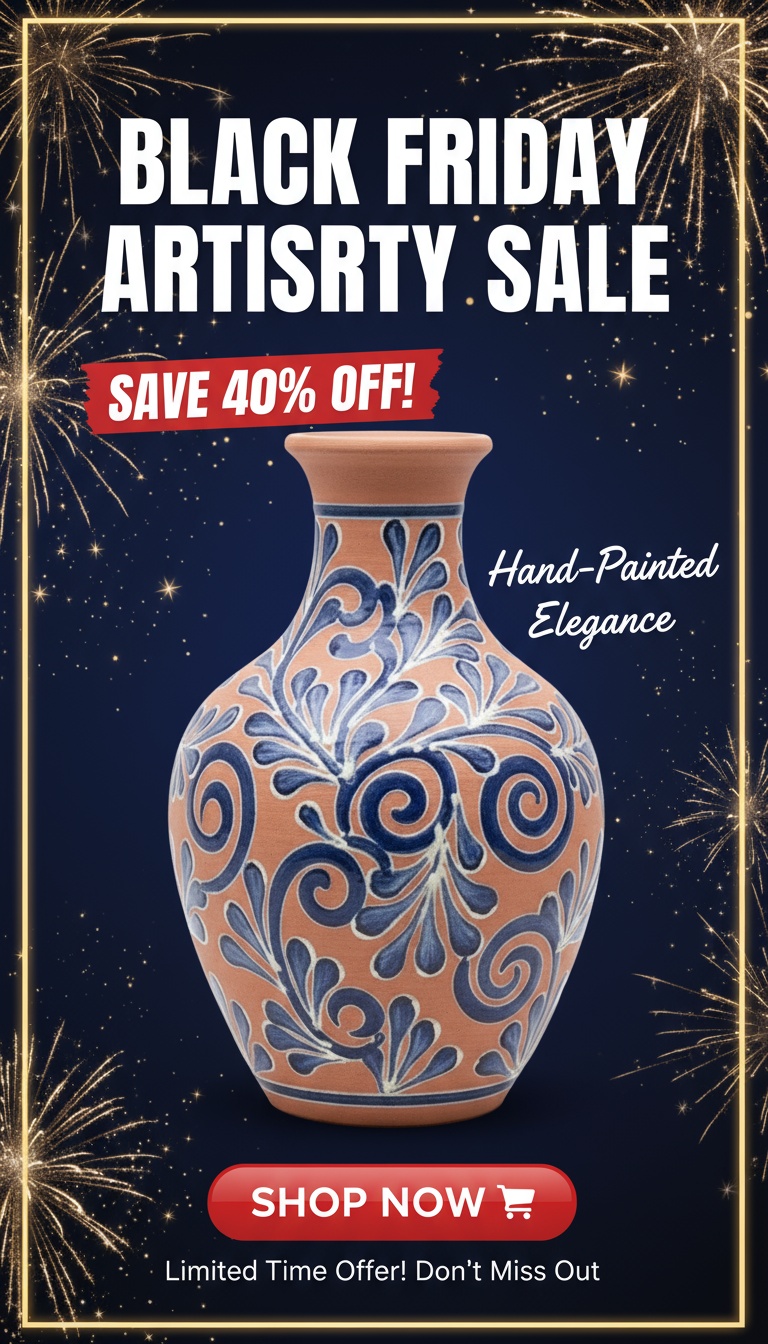 BLACK FRIDAY
ARTISRTY SALE
SAVE 40% OFF!
Hand-Painted
Elegance
SHOP NOW
Limited Time Offer! Don't Miss Out